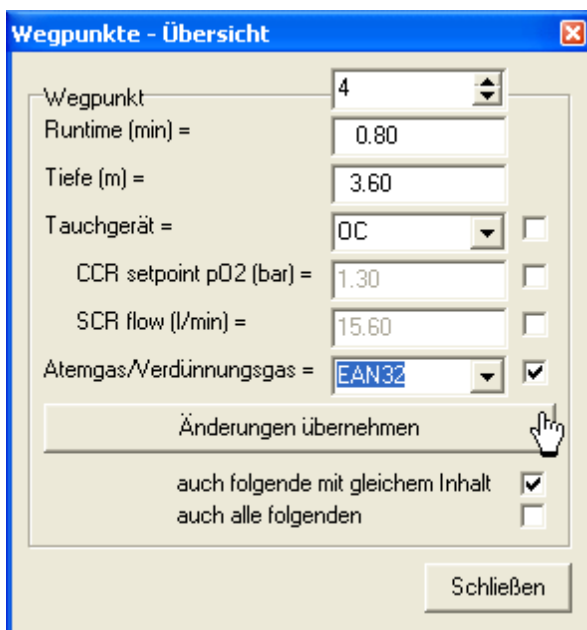 Wegpunkte - Übersicht
Wegpunkt 4
Runtime (min) = 0.80
Tiefe (m) = 3.60
Tauchgerät = OC
CCR setpoint pO2 (bar) = 1.30
SCR flow (l/min) = 15.60
Atemgas/Verdünnungsgas = EAN32
Änderungen übernehmen
auch folgende mit gleichem Inhalt
auch alle folgenden
Schließen